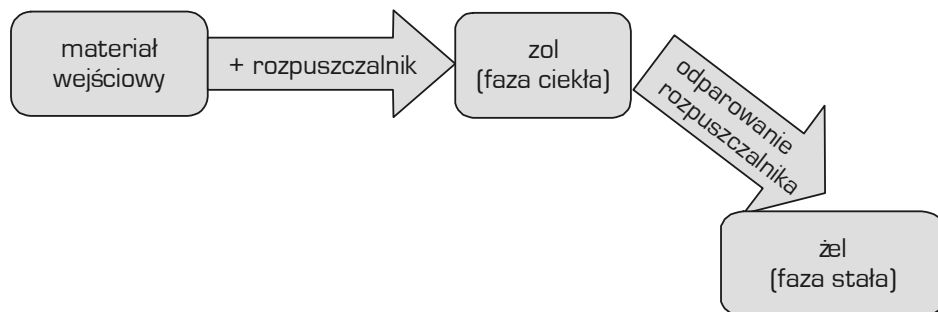 materiał
wejściowy
+ rozpuszczalnik
zol
(faza ciekła)
odparowanie
rozpuszczalnika
żel
(faza stała)